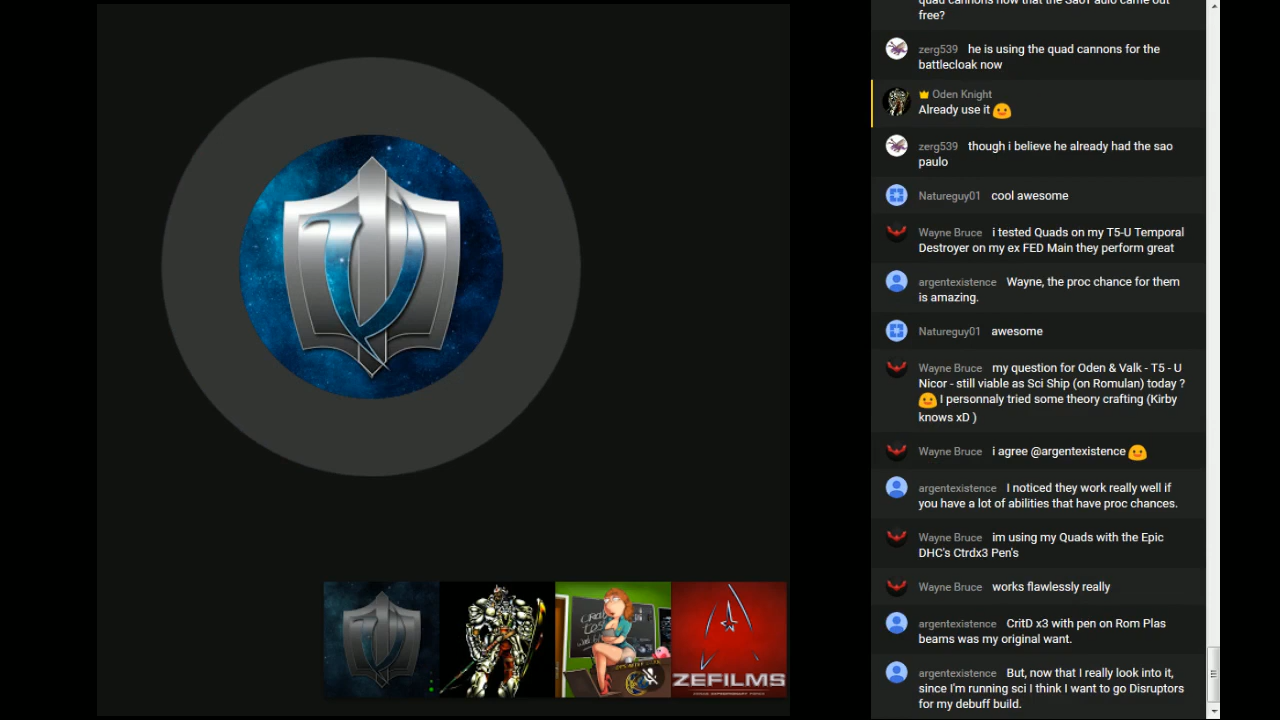 quad cannons now that the SaoT aulo came out
free?
zerg539 he is using the quad cannons for the
battlecloak now
Oden Knight
Already use it
zerg539 though i believe he already had the sao
paulo
Natureguy01 cool awesome
Wayne Bruce i tested Quads on my T5-U Temporal
Destroyer on my ex FED Main they perform great
argentexistence Wayne, the proc chance for them
is amazing.
Natureguy01 awesome
Wayne Bruce my question for Oden & Valk - T5 - U
Nicor - still viable as Sci Ship (on Romulan) today ?
I personnaly tried some theory crafting (Kirby
knows xD )
Wayne Bruce i agree @argentexistence
argentexistence I noticed they work really well if
you have a lot of abilities that have proc chances.
Wayne Bruce im using my Quads with the Epic
DHC's Ctrdx3 Pen's
Wayne Bruce works flawlessly really
argentexistence CritD x3 with pen on Rom Plas
beams was my original want.
argentexistence But, now that I really look into it,
since I'm running sci I think I want to go Disruptors
for my debuff build.
ZEFILMS